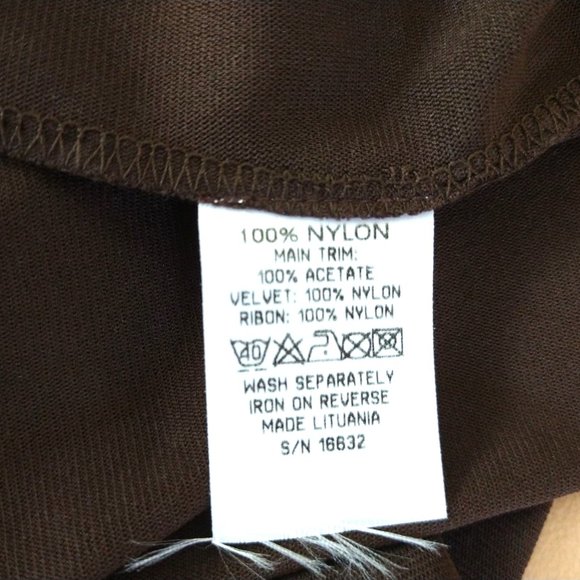 100% NYLON
MAIN TRIM:
100% ACETATE
VELVET: 100% NYLON
RIBON: 100% NYLON
40
WASH SEPARATELY
IRON ON REVERSE
MADE LITUANIA
S/N 16632